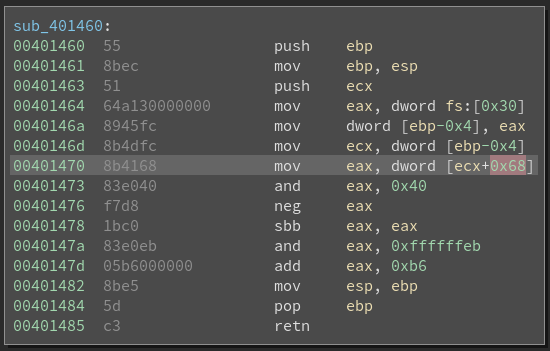 sub_401460:
00401460 55 push ebp
00401461 8bec mov ebp, esp
00401463 51 push ecx
00401464 64a130000000 mov eax, dword fs:[0x30]
0040146a 8945fc mov dword [ebp-0x4], eax
0040146d 8b4dfc mov ecx, dword [ebp-0x4]
00401470 8b4168 mov eax, dword [ecx+0x68]
00401473 83e040 and eax, 0x40
00401476 f7d8 neg eax
00401478 1bc0 sbb eax, eax
0040147a 83e0eb and eax, 0xffffffeb
0040147d 05b6000000 add eax, 0xb6
00401482 8be5 mov esp, ebp
00401484 5d pop ebp
00401485 c3 retn